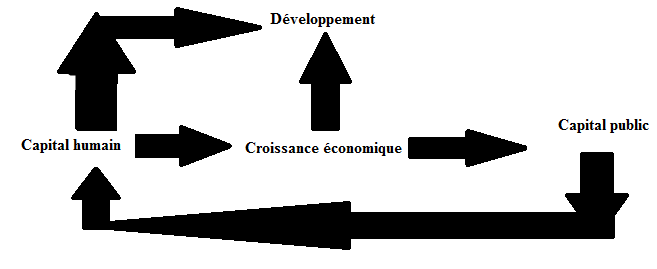 Développement
Capital public
Capital humain
Croissance économique